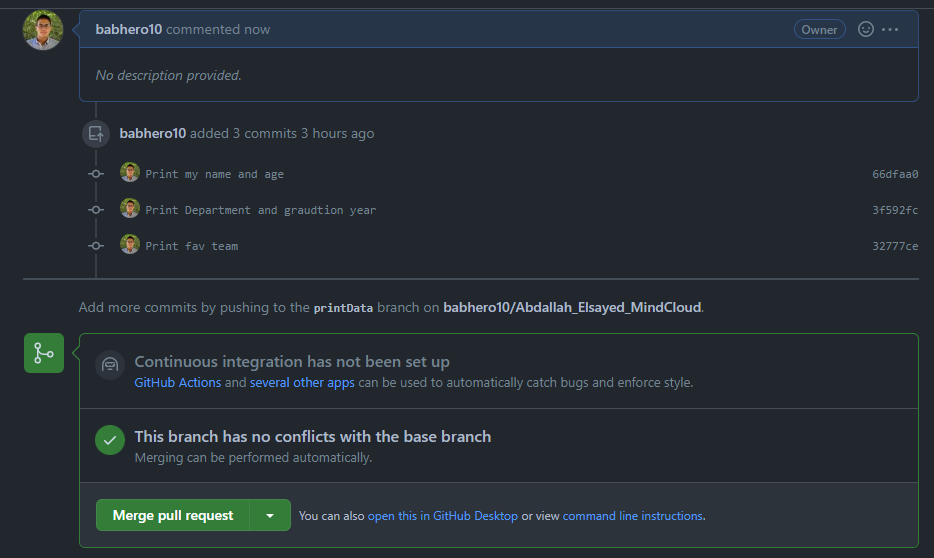 babhero10 commented now Owner
No description provided.
babhero10 added 3 commits 3 hours ago
Print my name and age 66dfaa0
Print Department and graudtion year 3f592fc
Print fav team 32777ce
Add more commits by pushing to the printData branch on babhero10/Abdallah_Elsayed_MindCloud.
Continuous integration has not been set up
GitHub Actions and several other apps can be used to automatically catch bugs and enforce style.
This branch has no conflicts with the base branch
Merging can be performed automatically.
Merge pull request You can also open this in GitHub Desktop or view command line instructions.